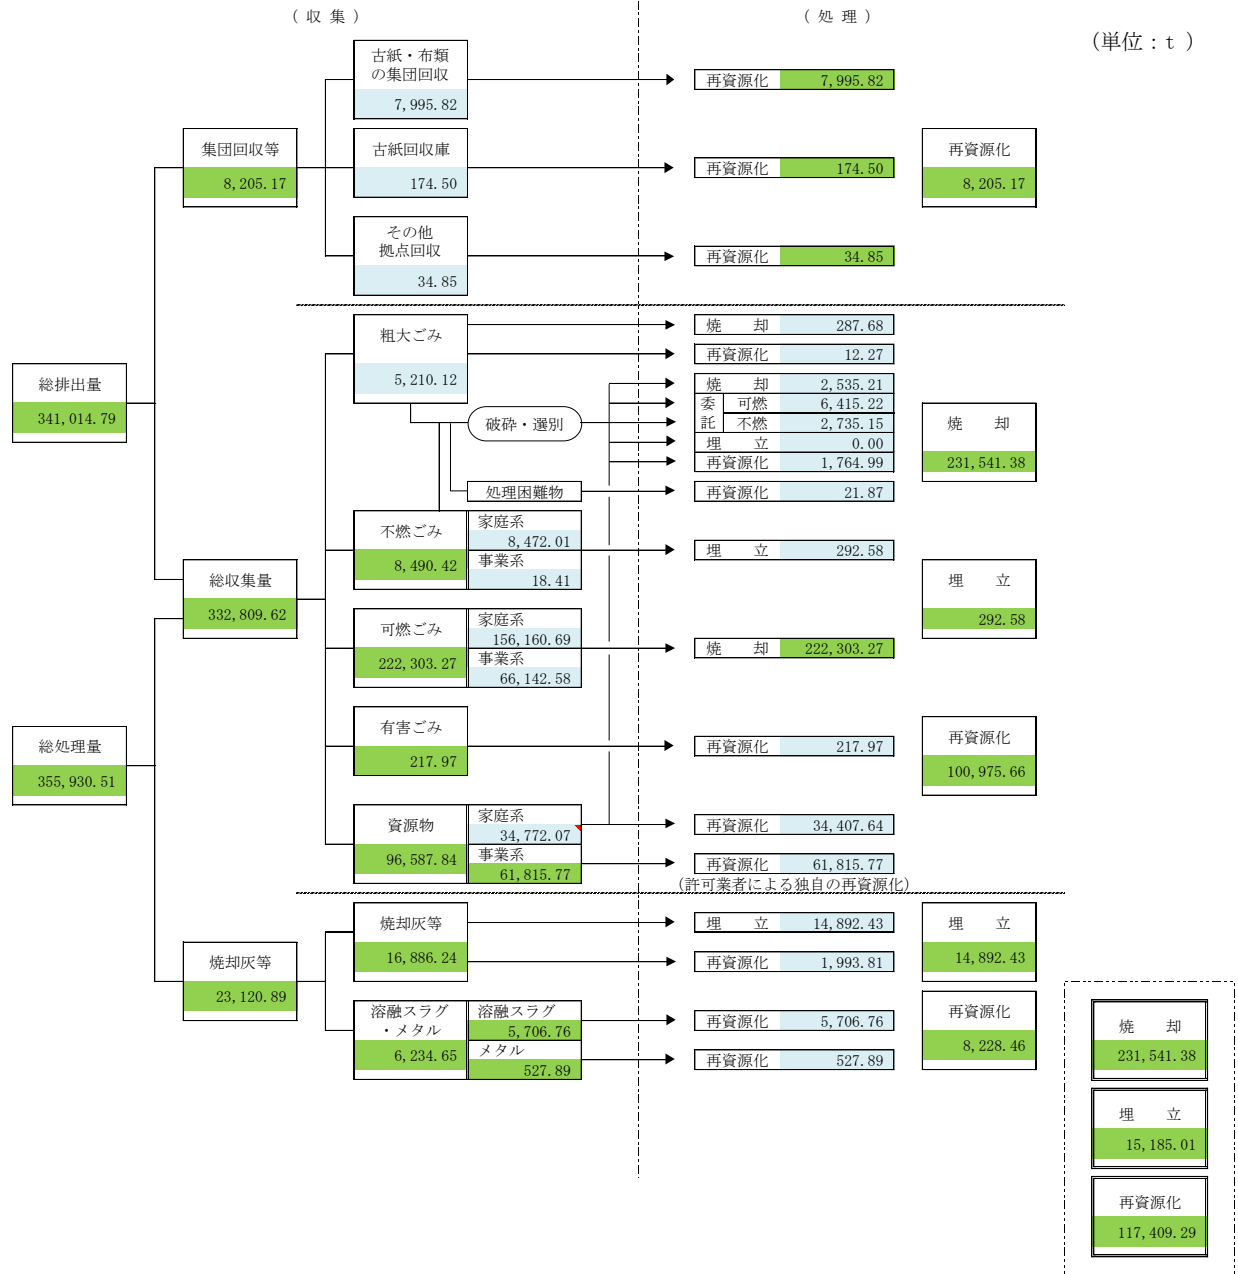 （ 収 集 ）
（ 処 理 ）
（単位：t ）
古紙・布類
の集団回収
7,995.82
再資源化 7,995.82
集団回収等
8,205.17
古紙回収庫
174.50
再資源化 174.50
再資源化
8,205.17
その他
拠点回収
34.85
再資源化 34.85
総排出量
341,014.79
粗大ごみ
5,210.12
焼 却 287.68
再資源化 12.27
破砕・選別
焼 却 2,535.21
委託 可燃 6,415.22
不燃 2,735.15
埋 立 0.00
再資源化 1,764.99
処理困難物
再資源化 21.87
焼 却
231,541.38
不燃ごみ
8,490.42
家庭系
8,472.01
事業系
18.41
埋 立 292.58
総収集量
332,809.62
埋 立
292.58
可燃ごみ
222,303.27
家庭系
156,160.69
事業系
66,142.58
焼 却 222,303.27
総処理量
355,930.51
有害ごみ
217.97
再資源化 217.97
再資源化
100,975.66
資源物
96,587.84
家庭系
34,772.07
事業系
61,815.77
再資源化 34,407.64
再資源化 61,815.77
（許可業者による独自の再資源化）
焼却灰等
23,120.89
焼却灰等
16,886.24
埋 立 14,892.43
再資源化 1,993.81
埋 立
14,892.43
溶融スラグ
・メタル
6,234.65
溶融スラグ
5,706.76
メタル
527.89
再資源化 5,706.76
再資源化 527.89
再資源化
8,228.46
焼 却
231,541.38
埋 立
15,185.01
再資源化
117,409.29